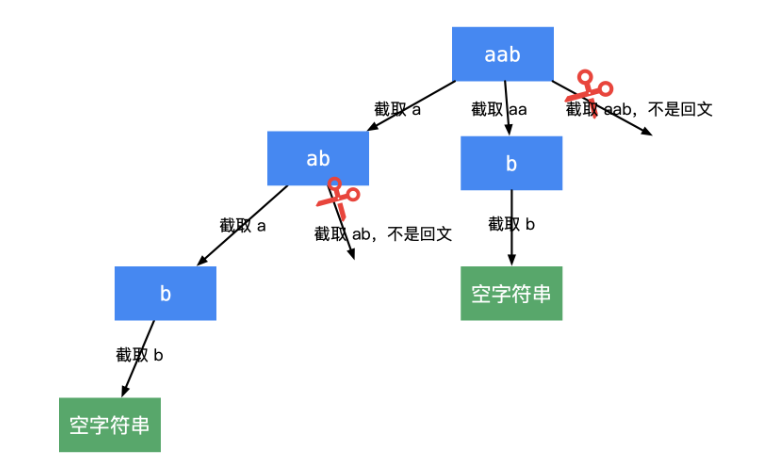 aab
截取 a
截取 aa
截取 aab，不是回文
ab
b
截取 a
截取 ab，不是回文
截取 b
b
空字符串
截取 b
空字符串